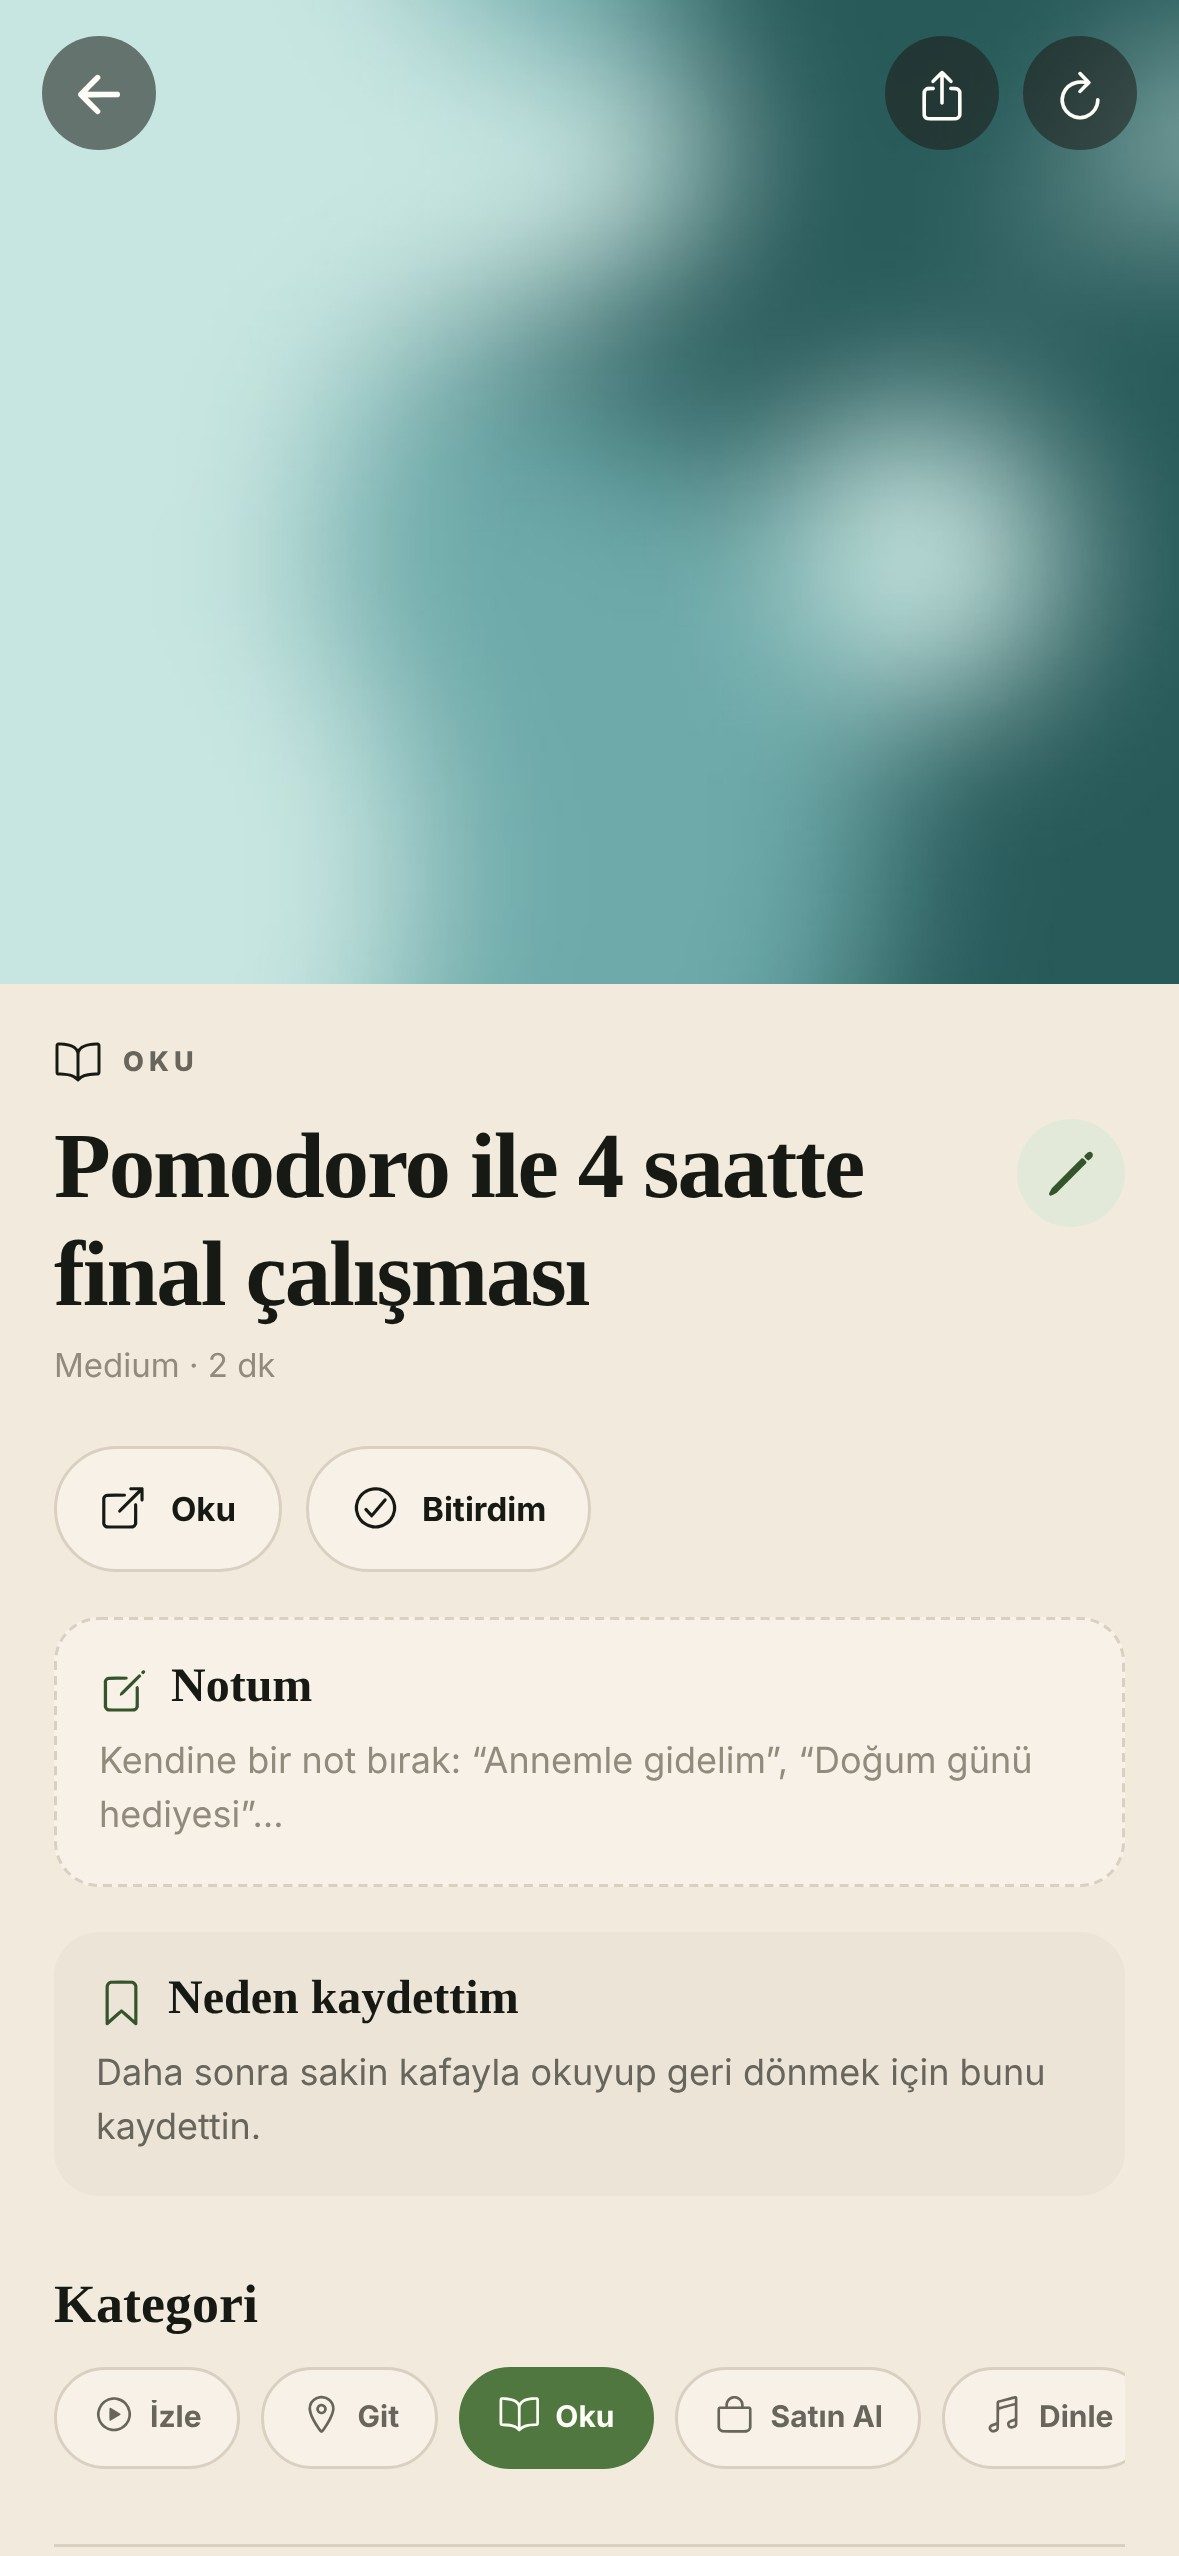 OKU
Pomodoro ile 4 saatte
final çalışması
Medium · 2 dk
Oku
Bitirdim
Notum
Kendine bir not bırak: “Annemle gidelim”, “Doğum günü
hediyesi”…
Neden kaydettim
Daha sonra sakin kafayla okuyup geri dönmek için bunu
kaydettin.
Kategori
İzle
Git
Oku
Satın Al
Dinle